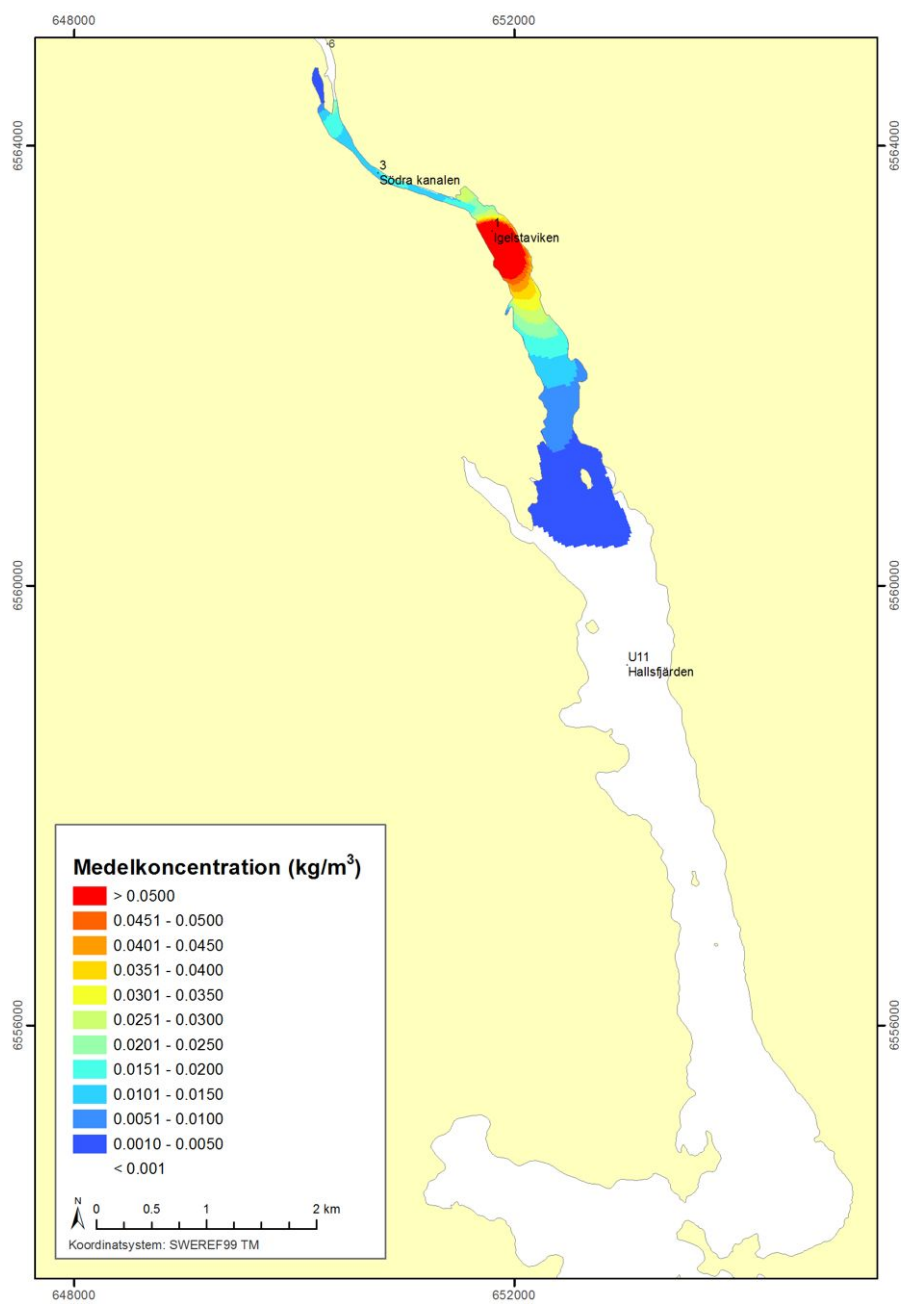 648000
652000
6
6564000
6564000
3
Södra kanalen
1
Igelstaviken
6560000
6560000
U11
Hallsfjärden
6556000
6556000
Medelkoncentration (kg/m³)
> 0.0500
0.0451 - 0.0500
0.0401 - 0.0450
0.0351 - 0.0400
0.0301 - 0.0350
0.0251 - 0.0300
0.0201 - 0.0250
0.0151 - 0.0200
0.0101 - 0.0150
0.0051 - 0.0100
0.0010 - 0.0050
< 0.001
N
0 0.5 1 2 km
Koordinatsystem: SWEREF99 TM
648000
652000